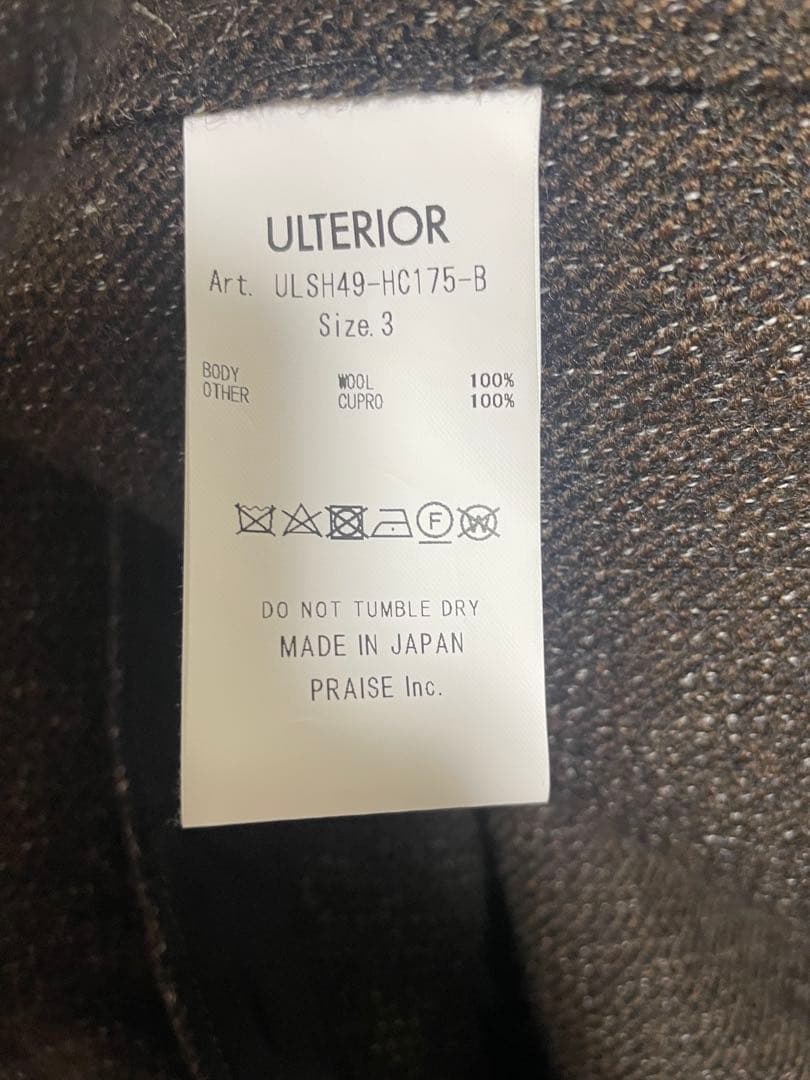 ULTERIOR
Art. ULSH49-HC175-B
Size.3
BODY WOOL 100%
OTHER CUPRO 100%
F W
DO NOT TUMBLE DRY
MADE IN JAPAN
PRAISE Inc.